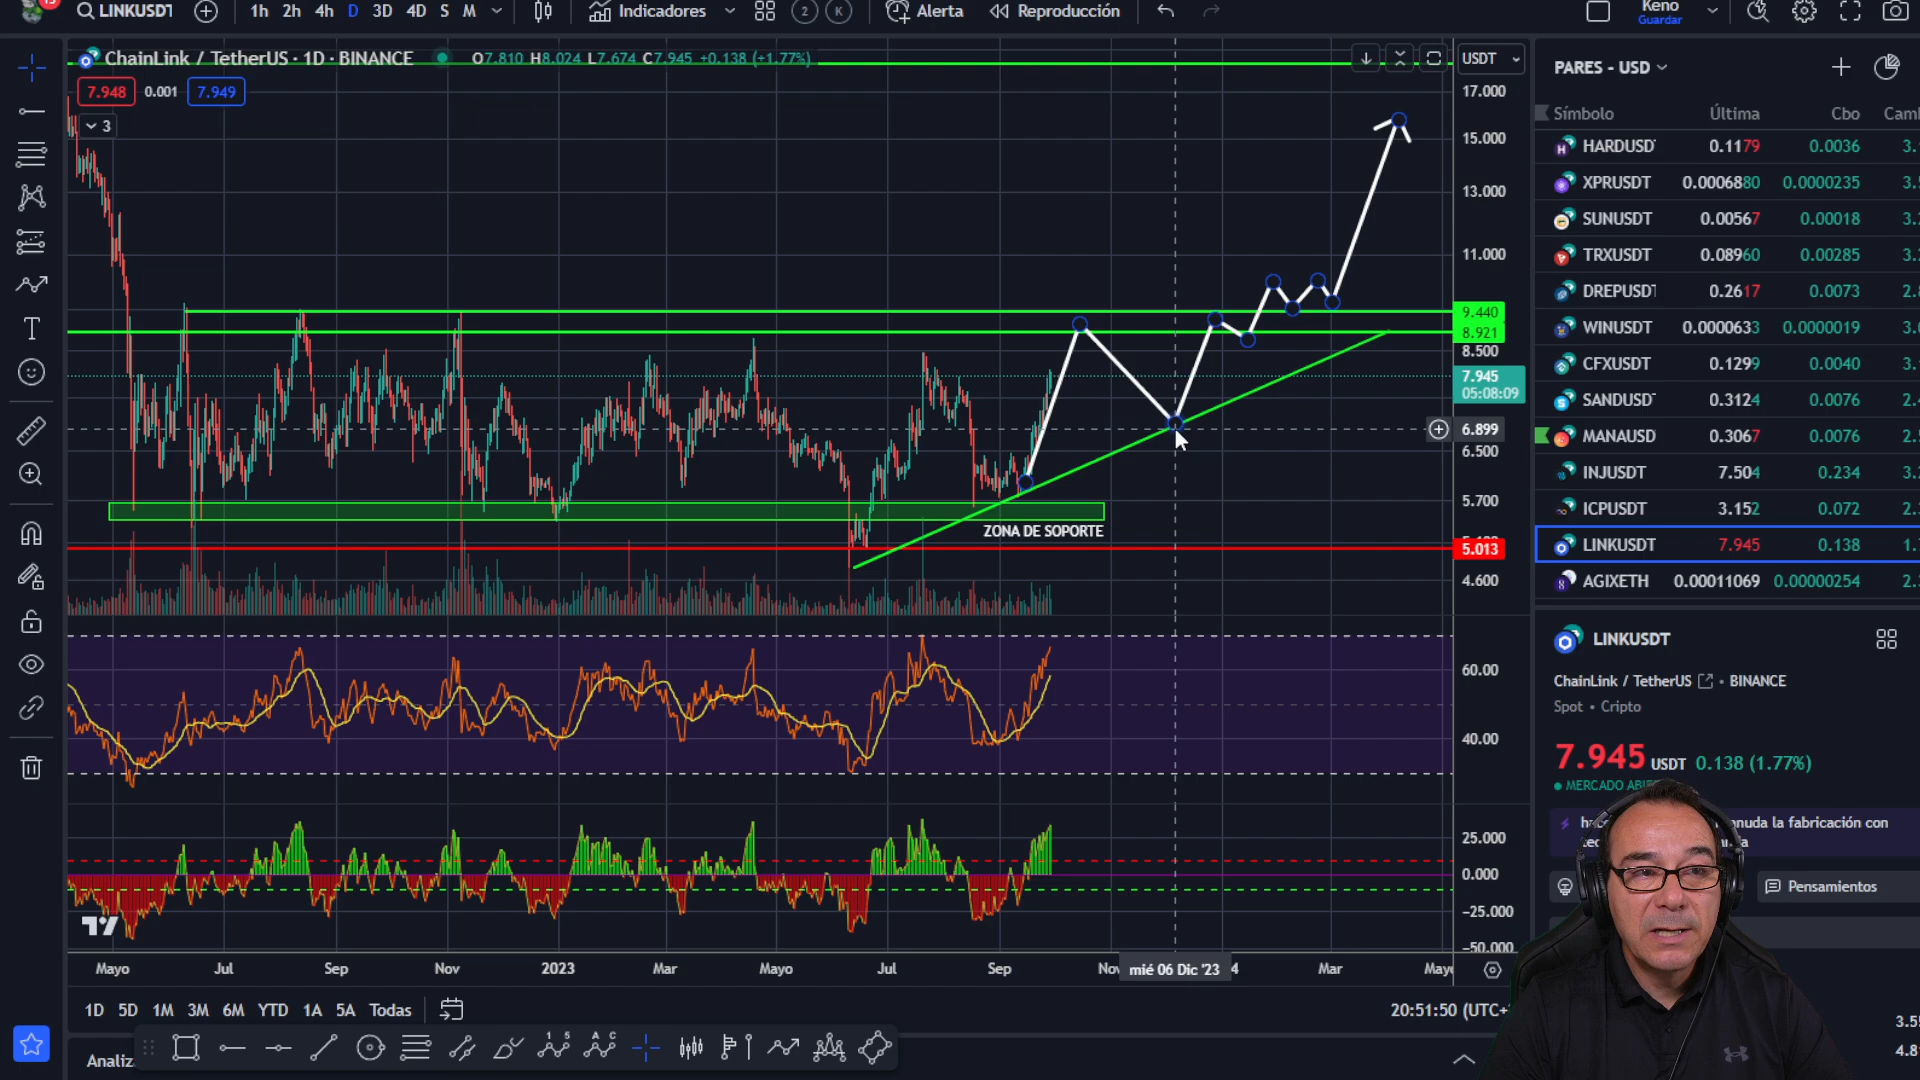 LINKUSDT
1h 2h 4h D 3D 4D S M
Indicadores
2 K
Alerta
Reproducción
Keno
Guardar
ChainLink / TetherUS · 1D · BINANCE
O7.810 H8.024 L7.674 C7.945 +0.138 (+1.77%)
7.948 0.001 7.949
3
USDT
17.000
15.000
13.000
11.000
9.440
8.921
8.500
7.945
05:08:09
6.899
6.500
5.700
5.013
4.600
ZONA DE SOPORTE
60.00
40.00
25.000
0.000
−25.000
−50.000
Mayo Jul Sep Nov 2023 Mar Mayo Jul Sep mié 06 Dic '23 4 Mar
1D 5D 1M 3M 6M YTD 1A 5A Todas
20:51:50 (UTC+
PARES - USD
Símbolo Última Cbo
HARDUSD 0.1179 0.0036
XPRUSDT 0.0006880 0.0000235
SUNUSDT 0.00567 0.00018
TRXUSDT 0.08960 0.00285
DREPUSDT 0.2617 0.0073
WINUSDT 0.0000633 0.0000019
CFXUSDT 0.1299 0.0040
SANDUSD 0.3124 0.0076
MANAUSD 0.3067 0.0076
INJUSDT 7.504 0.234
ICPUSDT 3.152 0.072
LINKUSDT 7.945 0.138
AGIXETH 0.00011069 0.00000254
LINKUSDT
ChainLink / TetherUS • BINANCE
Spot • Cripto
7.945 USDT 0.138 (1.77%)
MERCADO
la fabricación con
Pensamientos